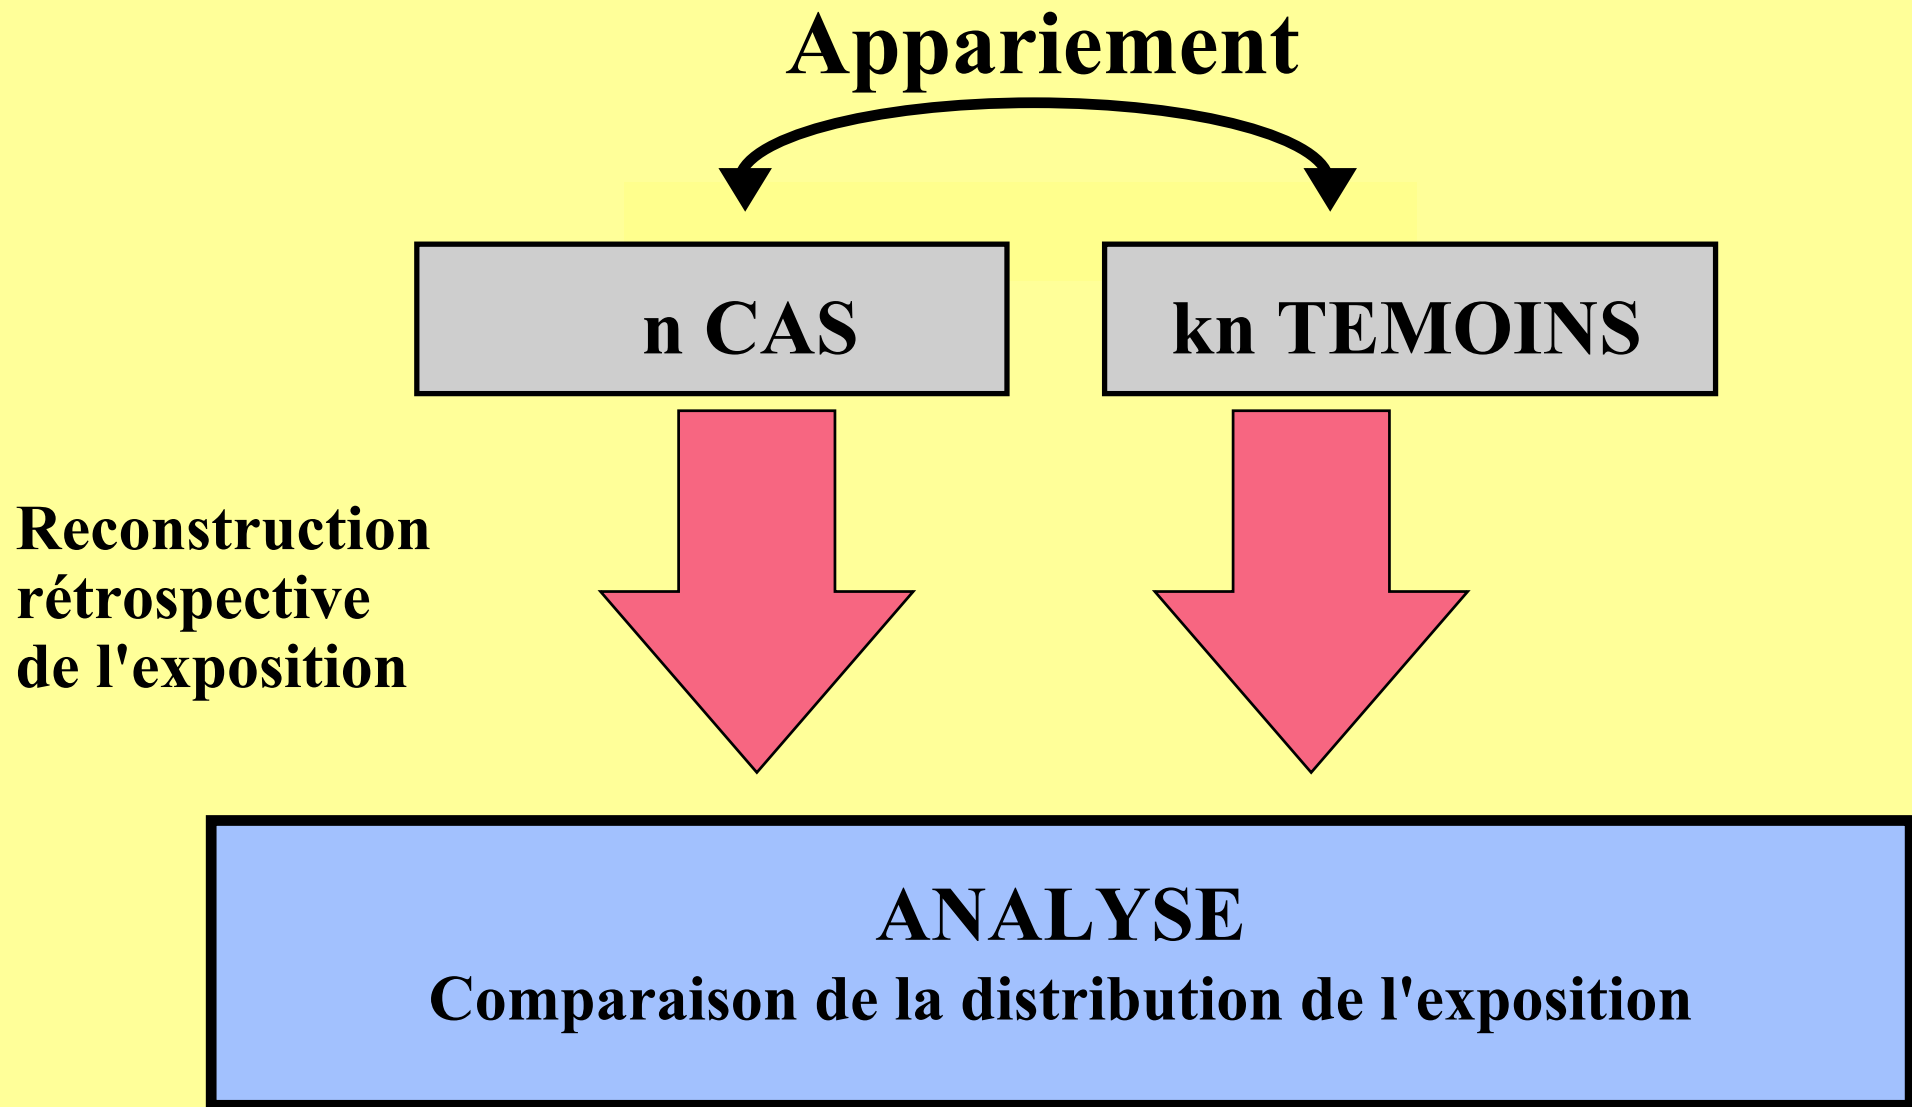 Appariement
n CAS
kn TEMOINS
Reconstruction
rétrospective
de l'exposition
ANALYSE
Comparaison de la distribution de l'exposition